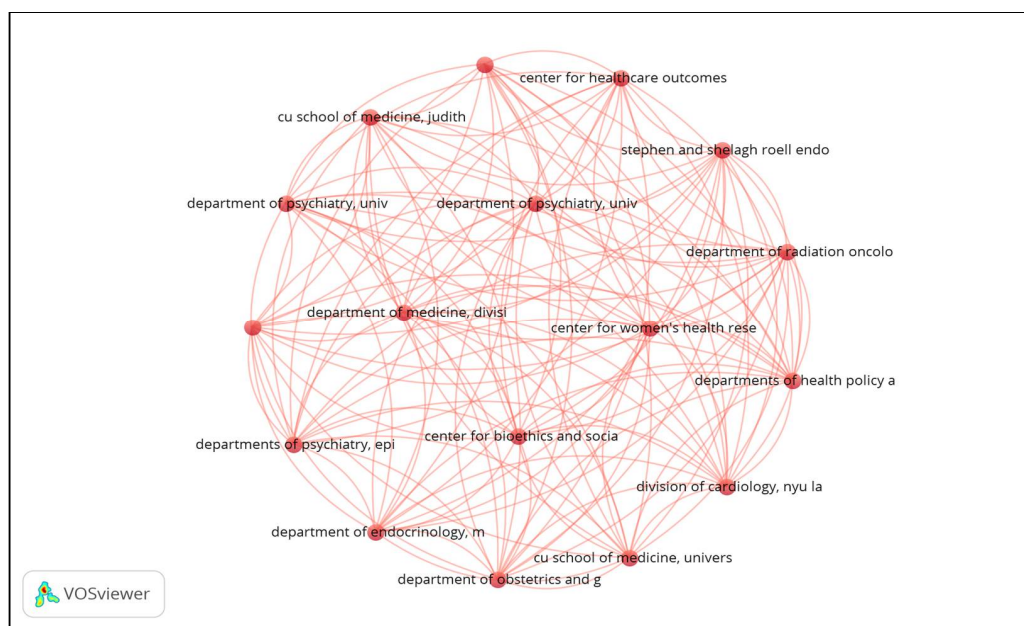 center for healthcare outcomes
cu school of medicine, judith
stephen and shelagh roell endo
department of psychiatry, univ
department of psychiatry, univ
department of radiation oncolo
department of medicine, divisi
center for women's health rese
departments of health policy a
center for bioethics and socia
departments of psychiatry, epi
division of cardiology, nyu la
department of endocrinology, m
cu school of medicine, univers
department of obstetrics and g
VOSviewer